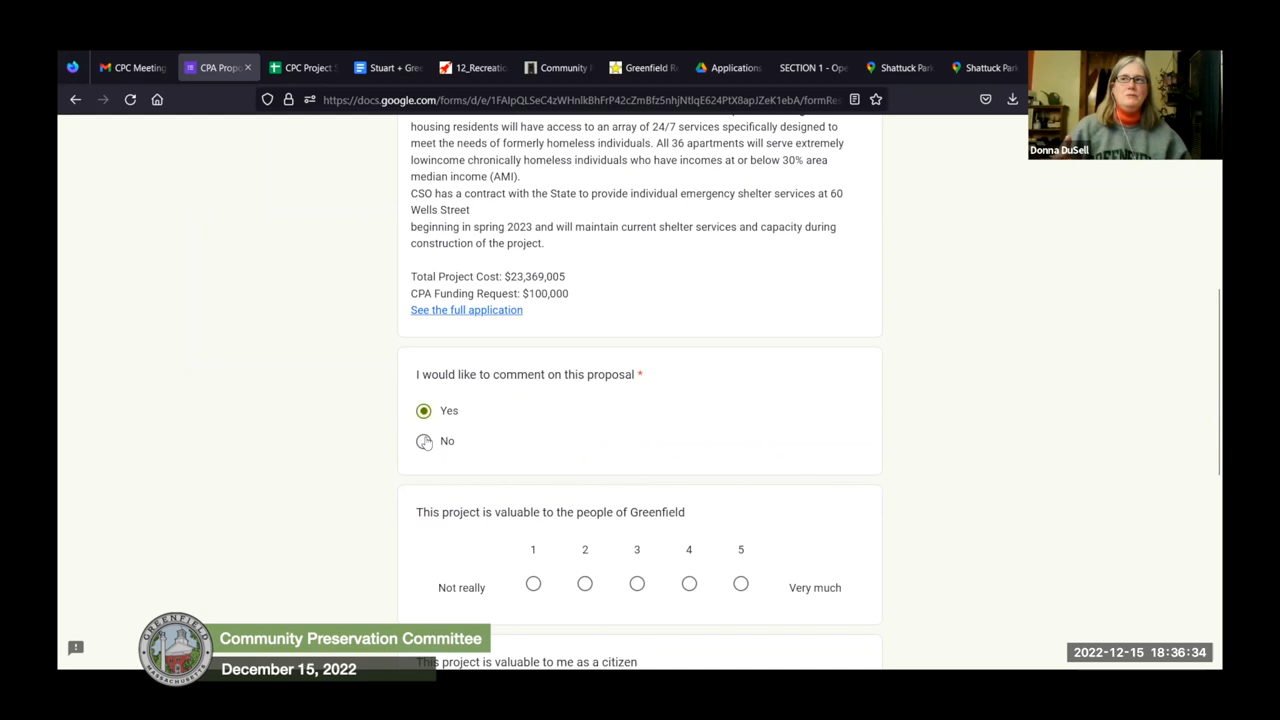 CPC Meeting
CPA Propo
CPC Project
Stuart + Gre
12_Recreatio
Community
Greenfield R
Applications
SECTION 1 - Ope
Shattuck Park
Shattuck Park
https://docs.google.com/forms/d/e/
housing residents will have access to an array of 24/7 services specifically designed to
meet the needs of formerly homeless individuals. All 36 apartments will serve extremely
lowincome chronically homeless individuals who have incomes at or below 30% area
median income (AMI).
CSO has a contract with the State to provide individual emergency shelter services at 60
Wells Street
beginning in spring 2023 and will maintain current shelter services and capacity during
construction of the project.
Total Project Cost: $23,369,005
CPA Funding Request: $100,000
See the full application
I would like to comment on this proposal *
Yes
No
This project is valuable to the people of Greenfield
1 2 3 4 5
Not really Very much
This project is valuable to me as a citizen
Donna DuSell
GREENFIELD
MASSACHUSETTS
Community Preservation Committee
December 15, 2022
2022-12-15 18:36:34